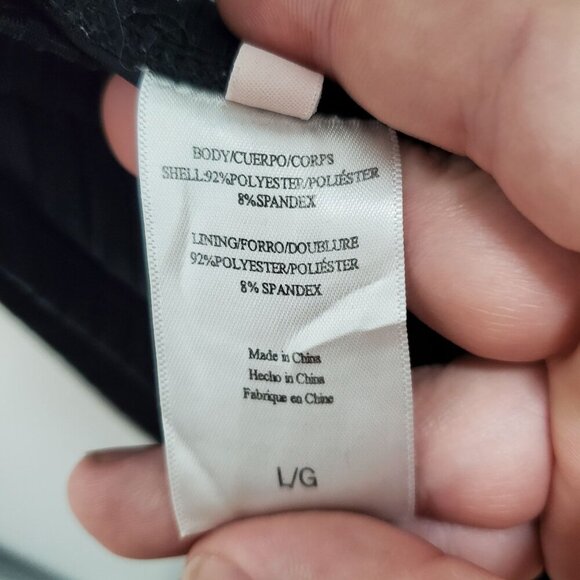 BODY/CUERPO/CORPS
SHELL:92%POLYESTER/POLIÉSTER
8%SPANDEX
LINING/FORRO/DOUBLURE
92%POLYESTER/POLIÉSTER
8% SPANDEX
Made in China
Hecho in China
Fabrique en Chine
L/G